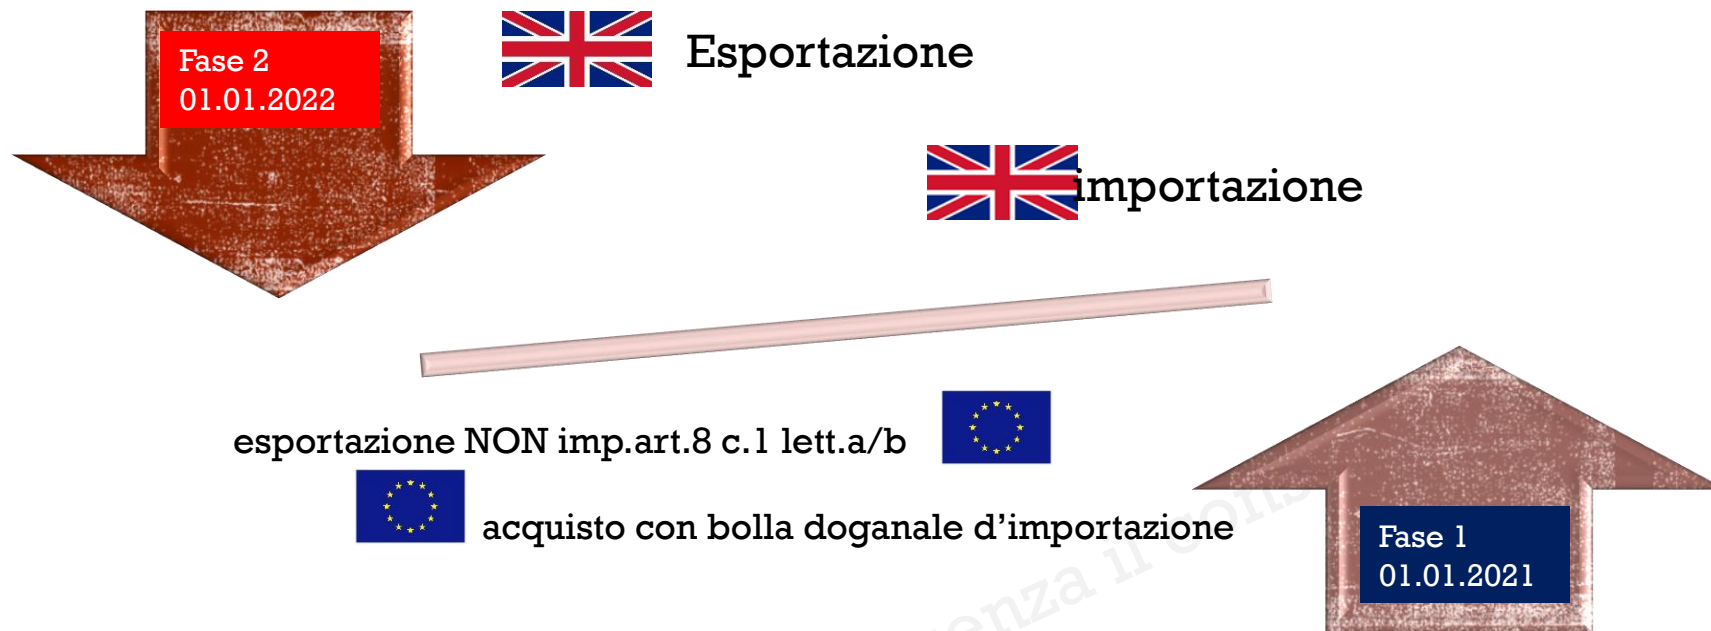 Fase 2
01.01.2022
Esportazione
importazione
esportazione NON imp.art.8 c.1 lett.a/b
acquisto con bolla doganale d'importazione
Fase 1
01.01.2021
il